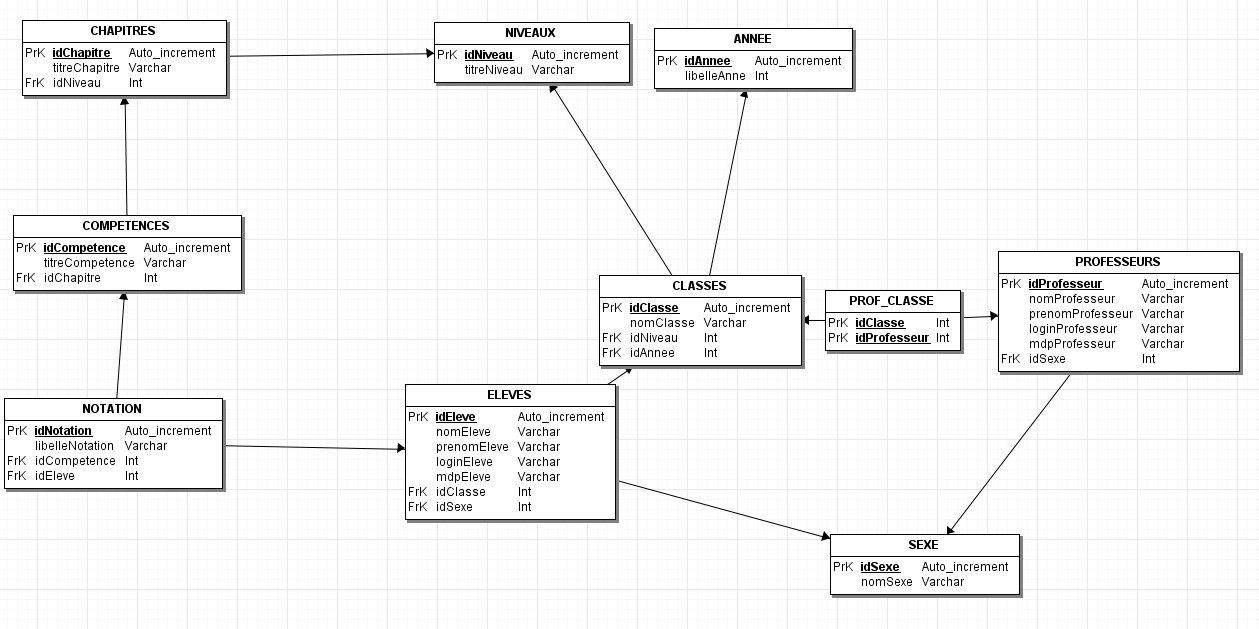 CHAPITRES
PrK idChapitre Auto_increment
titreChapitre Varchar
FrK idNiveau Int
NIVEAUX
PrK idNiveau Auto_increment
titreNiveau Varchar
ANNEE
PrK idAnnee Auto_increment
libelleAnne Int
COMPETENCES
PrK idCompetence Auto_increment
titreCompetence Varchar
FrK idChapitre Int
CLASSES
PrK idClasse Auto_increment
nomClasse Varchar
FrK idNiveau Int
FrK idAnnee Int
PROF_CLASSE
PrK idClasse Int
PrK idProfesseur Int
PROFESSEURS
PrK idProfesseur Auto_increment
nomProfesseur Varchar
prenomProfesseur Varchar
loginProfesseur Varchar
mdpProfesseur Varchar
FrK idSexe Int
NOTATION
PrK idNotation Auto_increment
libelleNotation Varchar
FrK idCompetence Int
FrK idEleve Int
ELEVES
PrK idEleve Auto_increment
nomEleve Varchar
prenomEleve Varchar
loginEleve Varchar
mdpEleve Varchar
FrK idClasse Int
FrK idSexe Int
SEXE
PrK idSexe Auto_increment
nomSexe Varchar